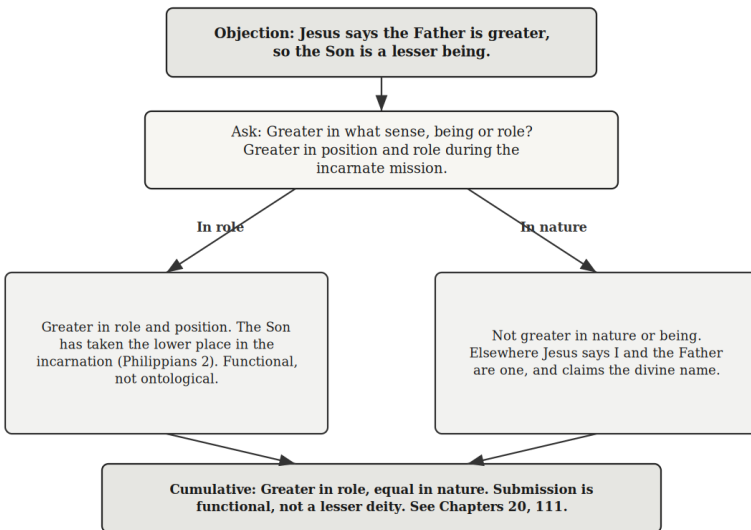 Objection: Jesus says the Father is greater,
so the Son is a lesser being.
Ask: Greater in what sense, being or role?
Greater in position and role during the
incarnate mission.
In role
In nature
Greater in role and position. The Son
has taken the lower place in the
incarnation (Philippians 2). Functional,
not ontological.
Not greater in nature or being.
Elsewhere Jesus says I and the Father
are one, and claims the divine name.
Cumulative: Greater in role, equal in nature. Submission is
functional, not a lesser deity. See Chapters 20, 111.